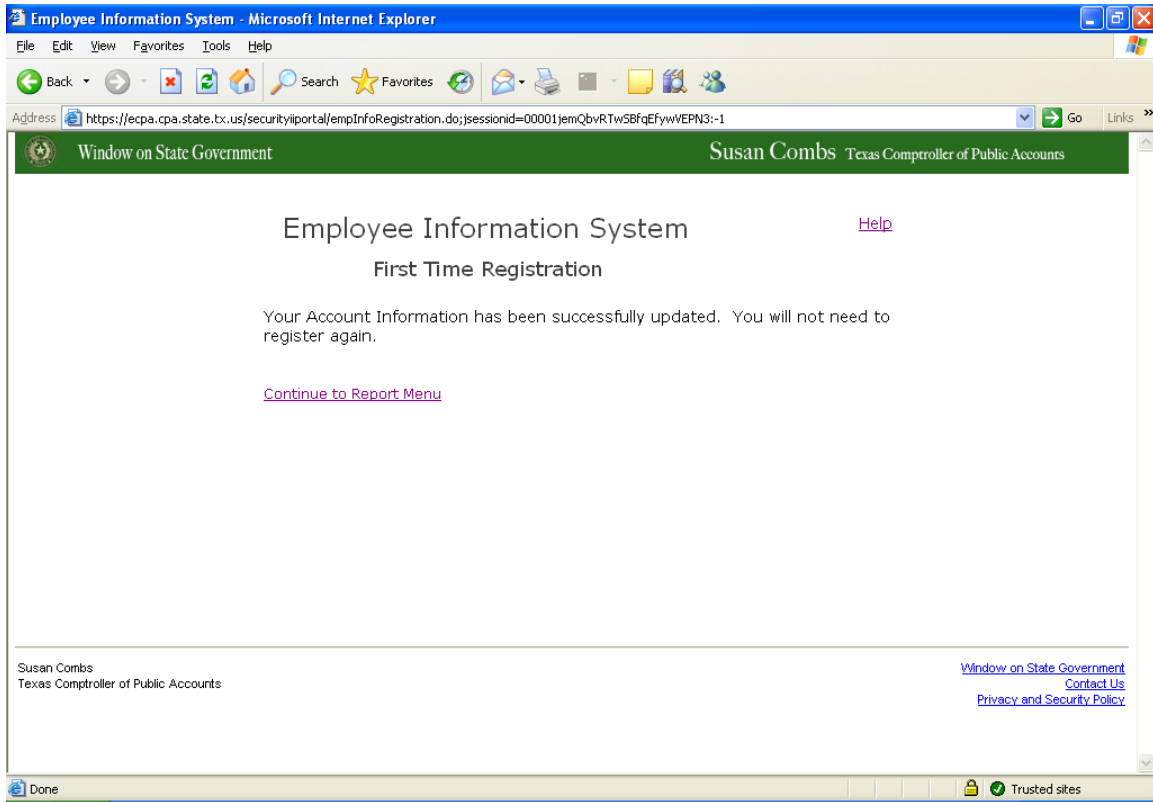 Employee Information System - Microsoft Internet Explorer
File Edit View Favorites Tools Help
Back Search Favorites
Address https://ecpa.cpa.state.tx.us/securityiiportal/empInfoRegistration.do;jsessionid=00001jemQbvRTwSBfqEfywVEPN3:-1 Go Links »
Window on State Government Susan Combs Texas Comptroller of Public Accounts
Employee Information System Help
First Time Registration
Your Account Information has been successfully updated. You will not need to
register again.
Continue to Report Menu
Susan Combs Window on State Government
Texas Comptroller of Public Accounts Contact Us
Privacy and Security Policy
Done Trusted sites